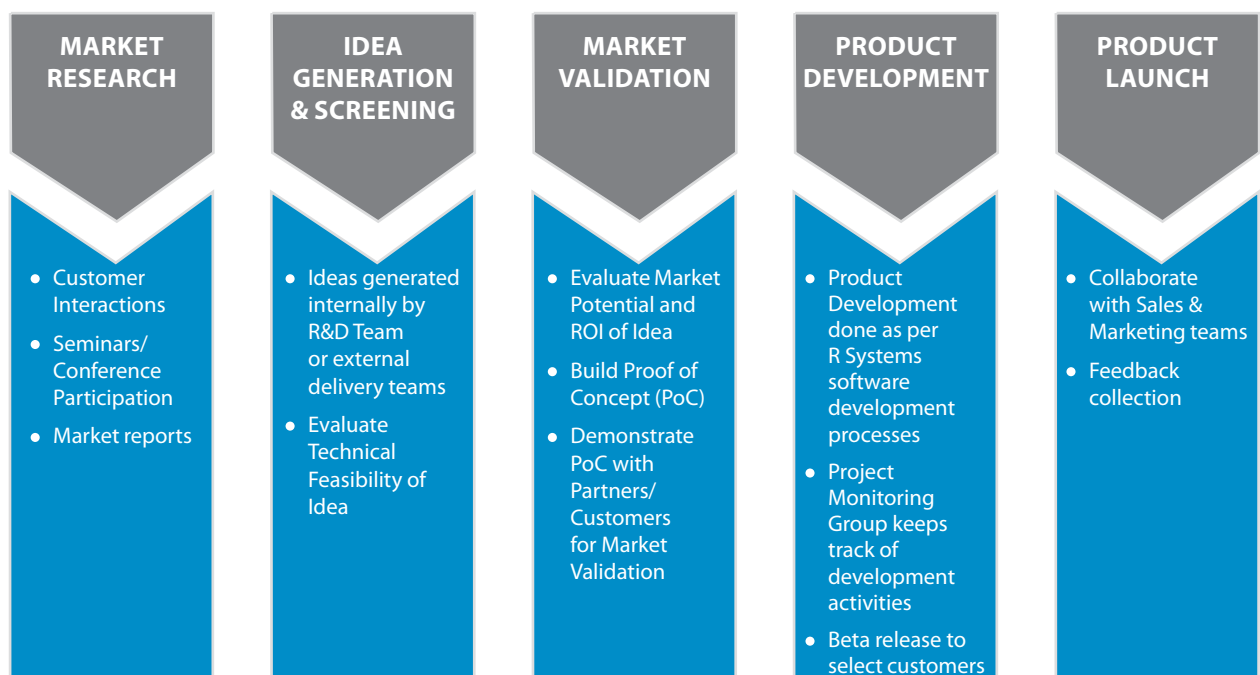 MARKET
RESEARCH
● Customer
Interactions
● Seminars/
Conference
Participation
● Market reports
IDEA
GENERATION
& SCREENING
● Ideas generated
internally by
R&D Team
or external
delivery teams
● Evaluate
Technical
Feasibility of
Idea
MARKET
VALIDATION
● Evaluate Market
Potential and
ROI of Idea
● Build Proof of
Concept (PoC)
● Demonstrate
PoC with
Partners/
Customers
for Market
Validation
PRODUCT
DEVELOPMENT
● Product
Development
done as per
R Systems
software
development
processes
● Project
Monitoring
Group keeps
track of
development
activities
● Beta release to
select customers
PRODUCT
LAUNCH
● Collaborate
with Sales &
Marketing teams
● Feedback
collection